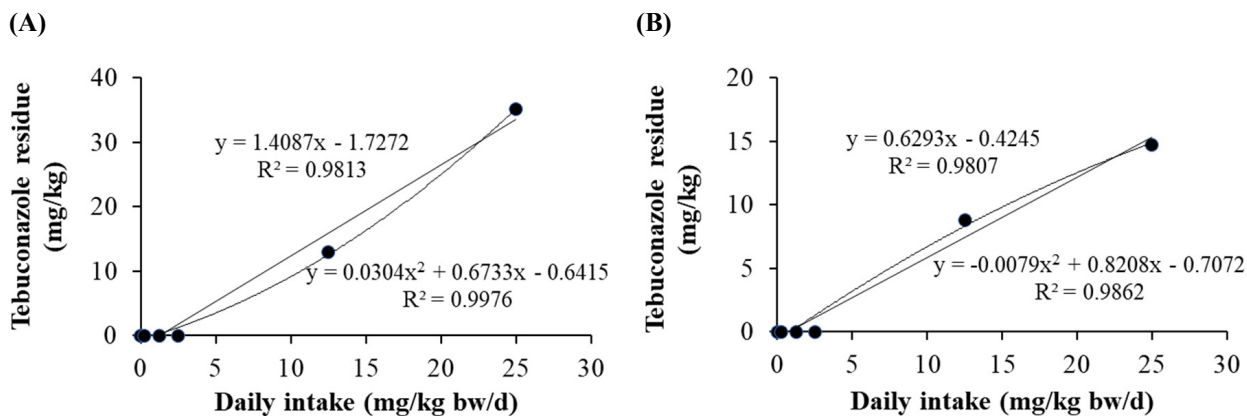 (A)
Tebuconazole residue
(mg/kg)
40
30
20
10
0
y = 1.4087x - 1.7272
R² = 0.9813
y = 0.0304x² + 0.6733x - 0.6415
R² = 0.9976
0 5 10 15 20 25 30
Daily intake (mg/kg bw/d)
(B)
Tebuconazole residue
(mg/kg)
20
15
10
5
0
y = 0.6293x - 0.4245
R² = 0.9807
y = -0.0079x² + 0.8208x - 0.7072
R² = 0.9862
0 5 10 15 20 25 30
Daily intake (mg/kg bw/d)